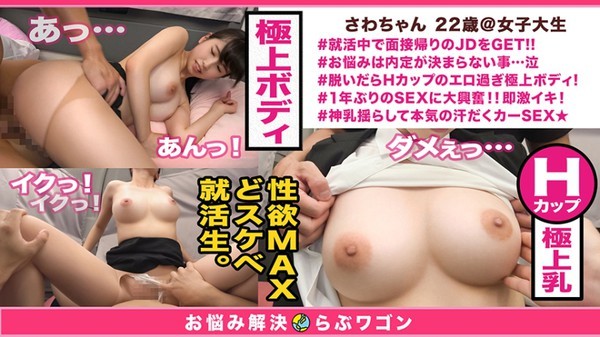 あっ…
極上ボディ
あんっ!
イクっ!
イクっ!
性欲MAX
どスケベ
就活生。
さわちゃん 22歳@女子大生
#就活中で面接帰りのJDをGET!!
#お悩みは内定が決まらない事…泣
#脱いだらHカップのエロ過ぎ極上ボディ!
#1年ぶりのSEXに大興奮!!即激イキ!
#神乳揺らして本気の汗だくカーSEX★
ダメぇっ…
H
カップ
極上乳
お悩み解決らぶワゴン